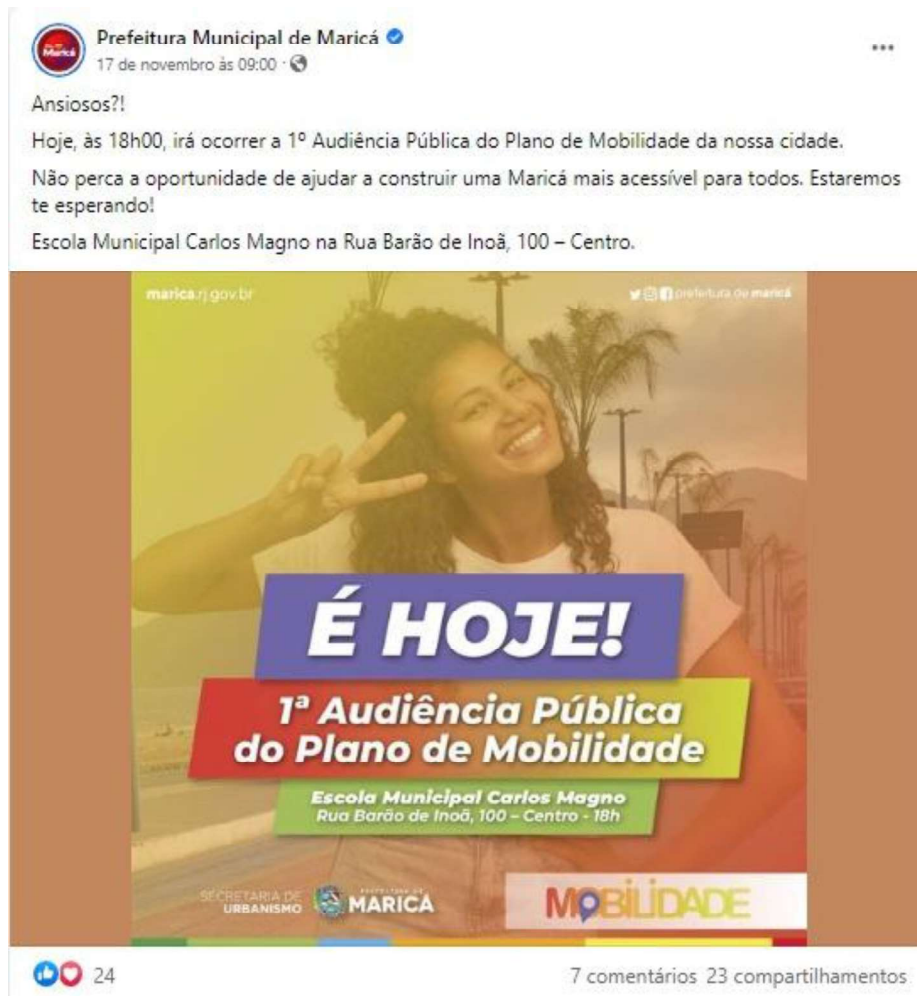 Prefeitura Municipal de Maricá
17 de novembro às 09:00 ·
Ansiosos?!
Hoje, às 18h00, irá ocorrer a 1º Audiência Pública do Plano de Mobilidade da nossa cidade.
Não perca a oportunidade de ajudar a construir uma Maricá mais acessível para todos. Estaremos
te esperando!
Escola Municipal Carlos Magno na Rua Barão de Inoã, 100 – Centro.
marica.rj.gov.br
prefeitura de maricá
É HOJE!
1ª Audiência Pública
do Plano de Mobilidade
Escola Municipal Carlos Magno
Rua Barão de Inoã, 100 – Centro - 18h
SECRETARIA DE
URBANISMO
PREFEITURA DE
MARICÁ
MOBILIDADE
24
7 comentários 23 compartilhamentos